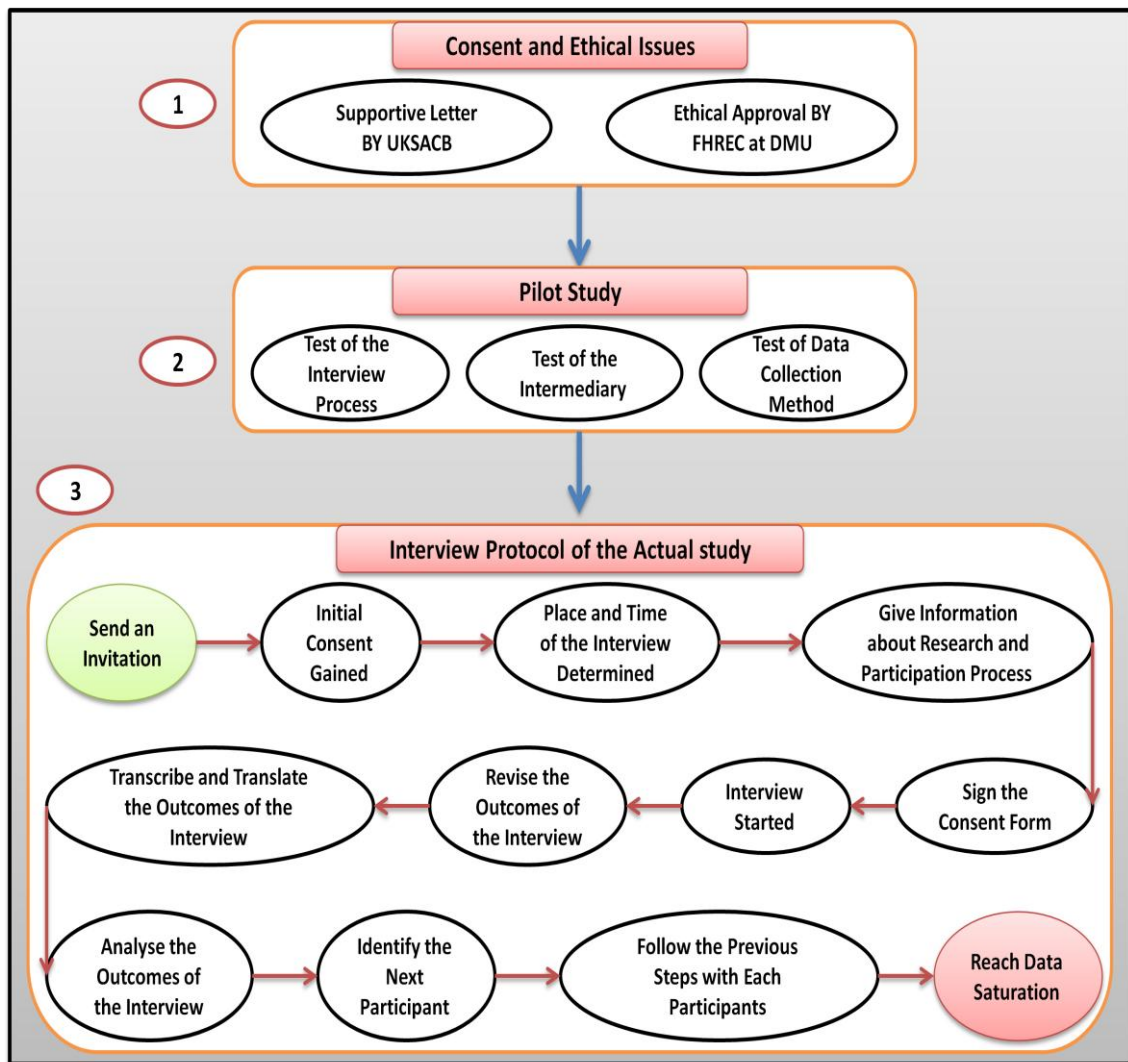 Consent and Ethical Issues
1
Supportive Letter
BY UKSACB
Ethical Approval BY
FHREC at DMU
Pilot Study
2
Test of the
Interview
Process
Test of the
Intermediary
Test of Data
Collection
Method
3
Interview Protocol of the Actual study
Send an
Invitation
Initial
Consent
Gained
Place and Time
of the Interview
Determined
Give Information
about Research and
Participation Process
Sign the
Consent Form
Interview
Started
Revise the
Outcomes of
the Interview
Transcribe and Translate
the Outcomes of the
Interview
Analyse the
Outcomes of
the Interview
Identify the
Next
Participant
Follow the Previous
Steps with Each
Participants
Reach Data
Saturation